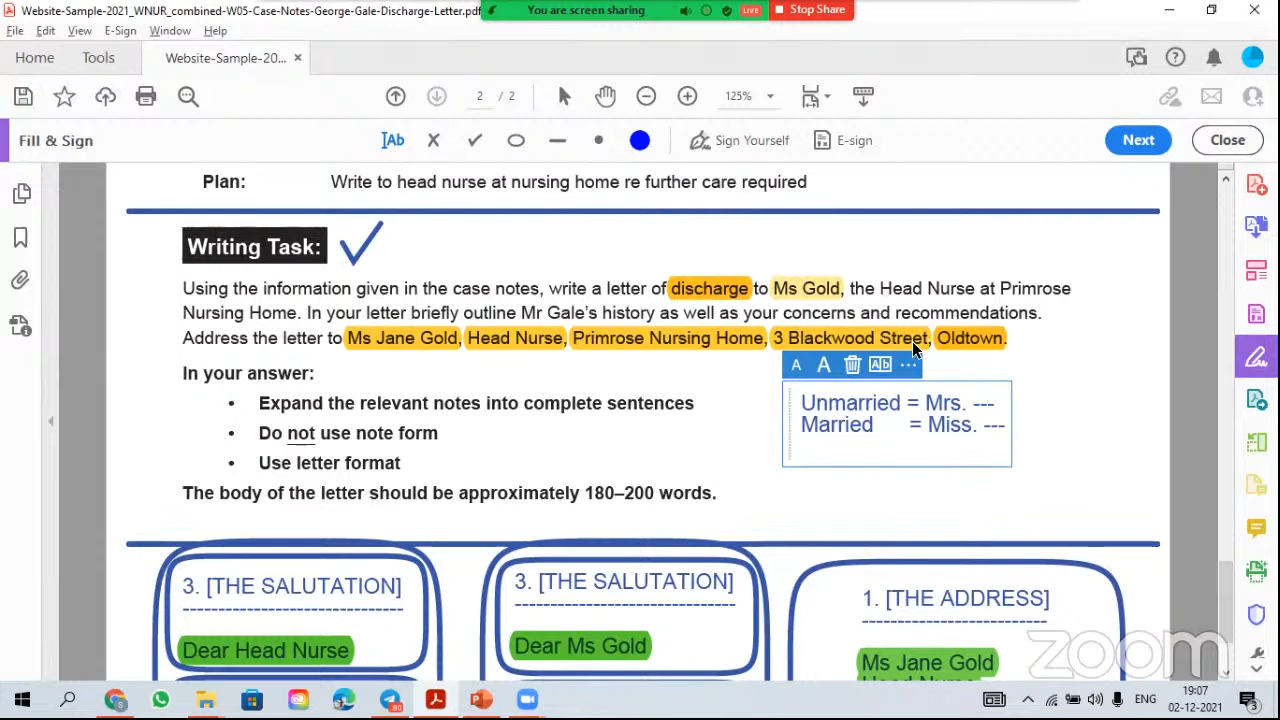 Website-Sample-2021_WNUR_combined-W05-Case-Notes-George-Gale-Discharge-Letter.pdf
You are screen sharing
LIVE
Stop Share
File Edit View E-Sign Window Help
Home Tools Website-Sample-20... ×
2 / 2 125%
Fill & Sign Ab Sign Yourself E-sign Next Close
Plan: Write to head nurse at nursing home re further care required
Writing Task:
Using the information given in the case notes, write a letter of discharge to Ms Gold, the Head Nurse at Primrose
Nursing Home. In your letter briefly outline Mr Gale's history as well as your concerns and recommendations.
Address the letter to Ms Jane Gold, Head Nurse, Primrose Nursing Home, 3 Blackwood Street, Oldtown.
A A Ab ...
In your answer:
Unmarried = Mrs. ---
Married = Miss. ---
• Expand the relevant notes into complete sentences
• Do not use note form
• Use letter format
The body of the letter should be approximately 180–200 words.
3. [THE SALUTATION]
Dear Head Nurse
3. [THE SALUTATION]
Dear Ms Gold
1. [THE ADDRESS]
Ms Jane Gold
Head Nurse
zoom
ENG
19:07
02-12-2021
3